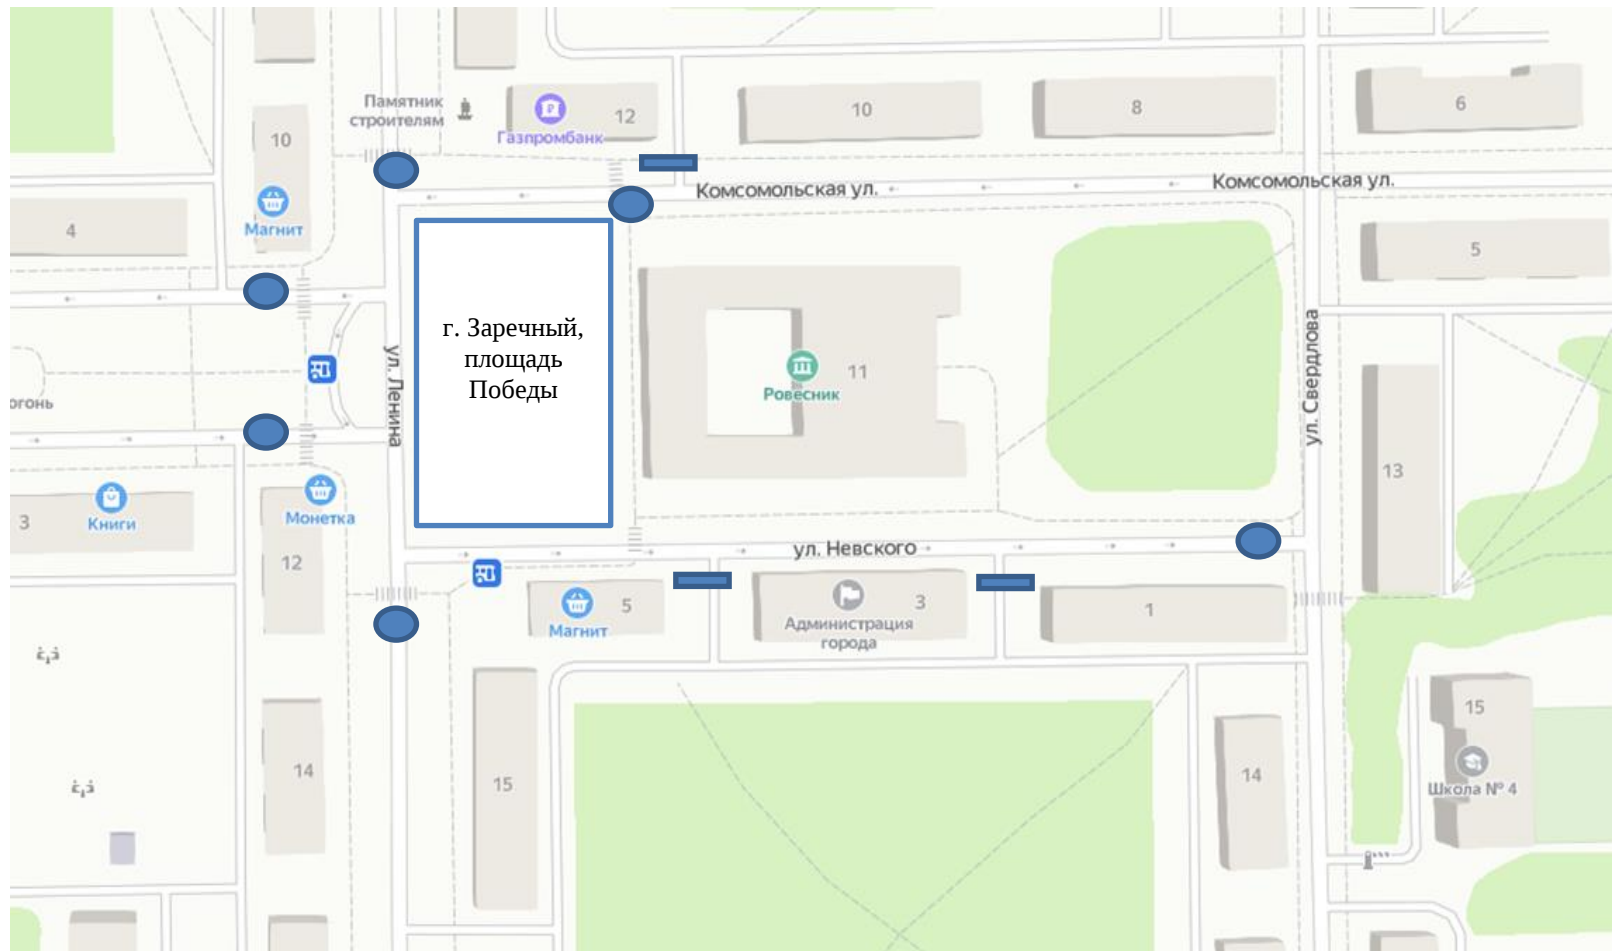 Памятник
строителям
12
Газпромбанк
10
8
6
10
Магнит
4
Комсомольская ул.
Комсомольская ул.
5
г. Заречный,
площадь
Победы
ул. Ленина
11
Ровесник
ул. Свердлова
огонь
13
3
Книги
Монетка
12
ул. Невского
5
Магнит
3
Администрация
города
1
14
15
14
15
Школа № 4